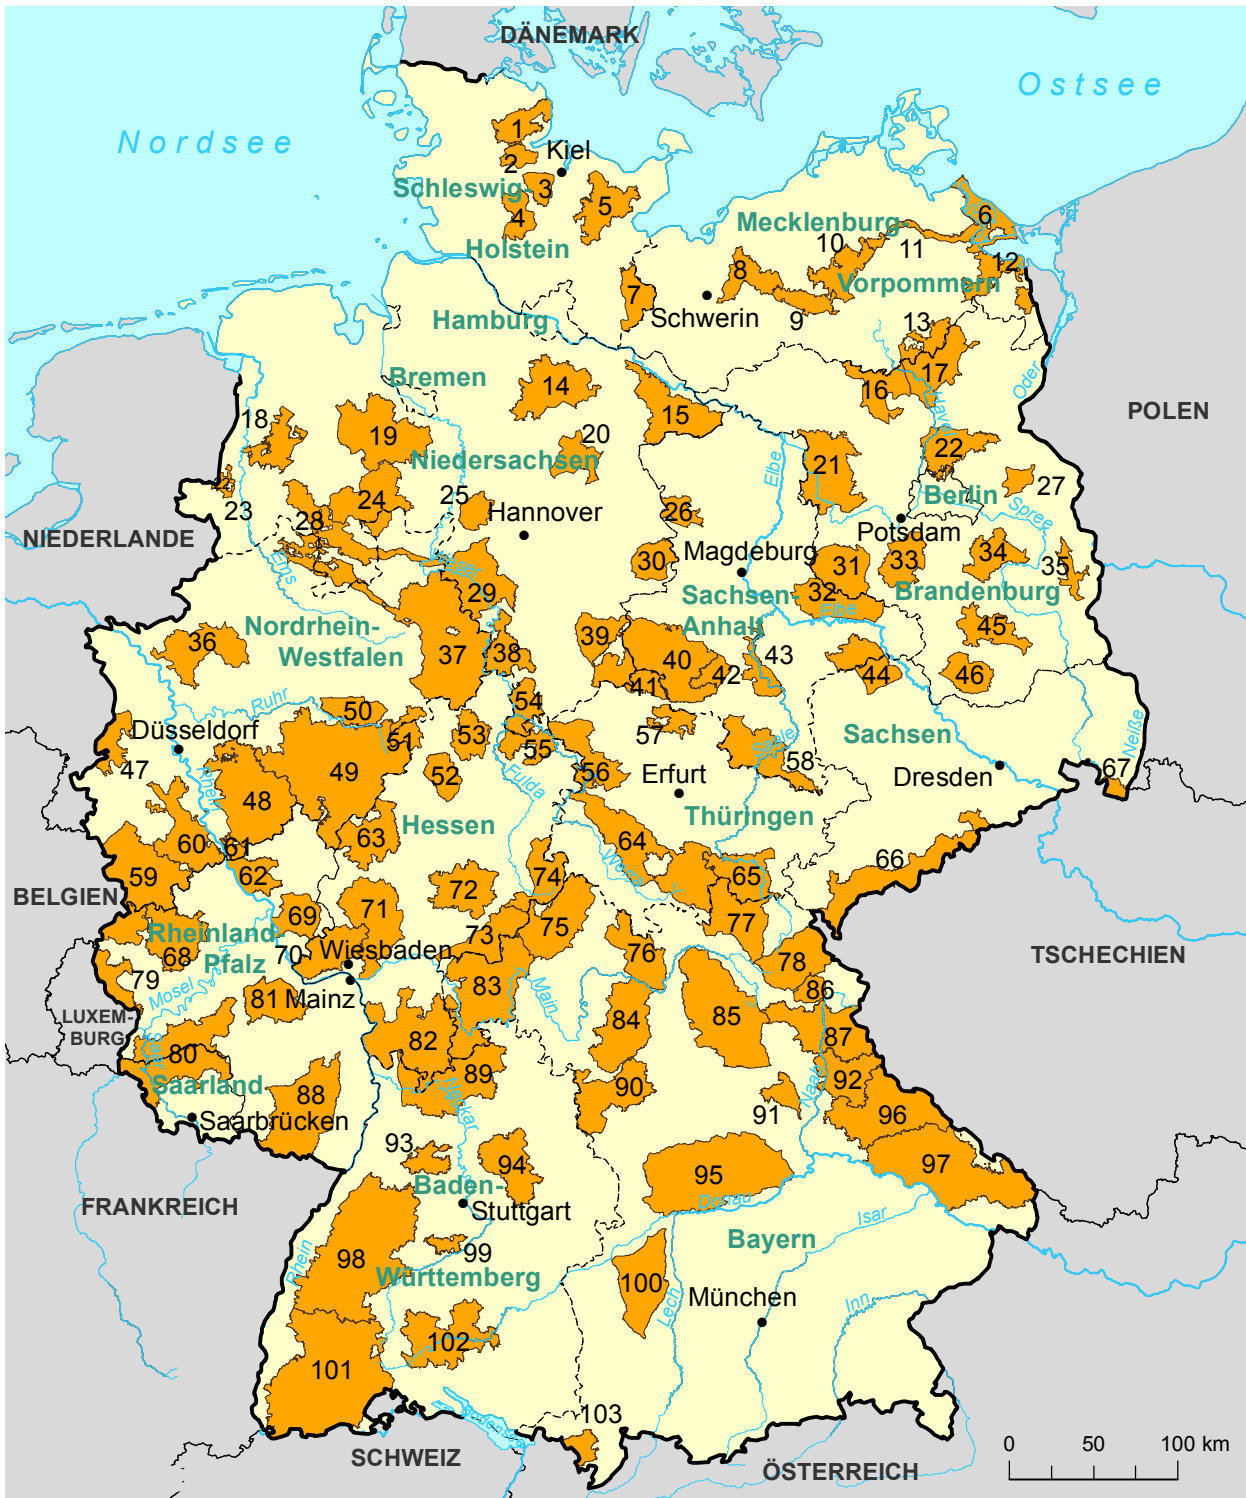 DÄNEMARK
Ostsee
Nordsee
1
Kiel
2
Schleswig-
3
5
4
6
Mecklenburg-
Holstein
10
11
8
12
Vorpommern
7
Schwerin
9
13
Hamburg
Oder
17
Bremen
14
16
POLEN
15
18
Havel
19
20
22
Niedersachsen
21
Elbe
27
25
Berlin
24
23
26
Hannover
28
Spree
NIEDERLANDE
Potsdam
Ems
Weser
30
Magdeburg
31
33
34
35
29
32
Brandenburg
Sachsen-
Elbe
Nordrhein-
Anhalt
36
39
45
Westfalen
37
38
40
43
41
42
44
46
Ruhr
50
54
Düsseldorf
51
53
55
57
Saale
Sachsen
Neiße
47
Rhein
49
52
Fulda
56
Erfurt
58
Dresden
67
48
Thüringen
Hessen
61
60
63
64
66
59
62
Werra
65
BELGIEN
74
72
69
71
75
77
Rheinland-
73
76
TSCHECHIEN
68
70
Wiesbaden
Pfalz
78
79
Mosel
81
Mainz
83
Main
86
LUXEM-
BURG
84
85
Saar
80
82
87
Saarland
89
Neckar
90
92
Naab
88
91
96
Saarbrücken
93
94
95
97
Baden-
FRANKREICH
Stuttgart
Donau
Isar
Rhein
98
99
Bayern
Württemberg
100
Lech
München
Inn
102
101
103
Bodensee
SCHWEIZ
ÖSTERREICH
0 50 100 km